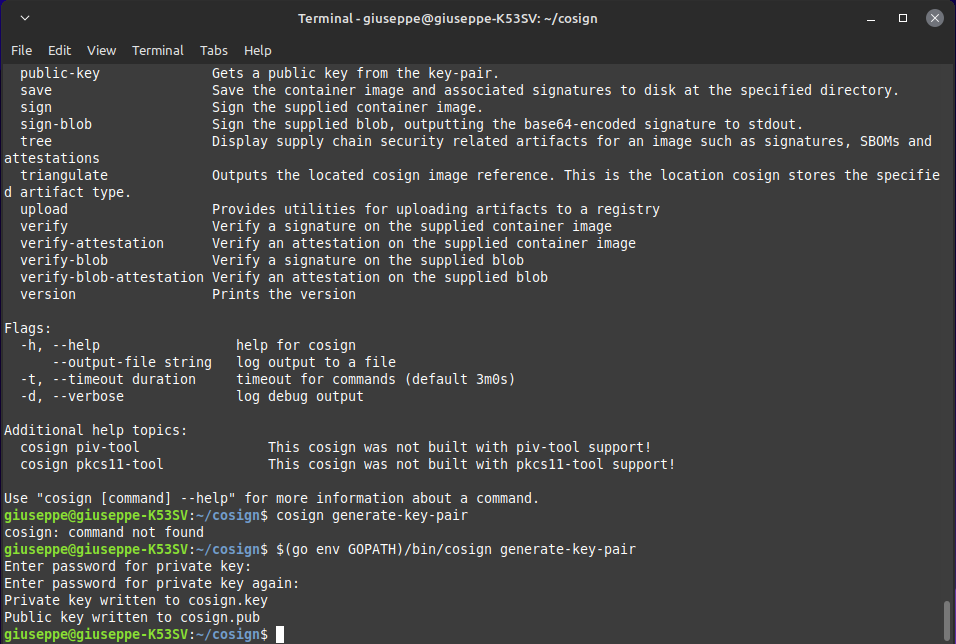 Terminal - giuseppe@giuseppe-K53SV: ~/cosign
File Edit View Terminal Tabs Help
  public-key              Gets a public key from the key-pair.
  save                    Save the container image and associated signatures to disk at the specified directory.
  sign                    Sign the supplied container image.
  sign-blob               Sign the supplied blob, outputting the base64-encoded signature to stdout.
  tree                    Display supply chain security related artifacts for an image such as signatures, SBOMs and
attestations
  triangulate             Outputs the located cosign image reference. This is the location cosign stores the specifie
d artifact type.
  upload                  Provides utilities for uploading artifacts to a registry
  verify                  Verify a signature on the supplied container image
  verify-attestation      Verify an attestation on the supplied container image
  verify-blob             Verify a signature on the supplied blob
  verify-blob-attestation Verify an attestation on the supplied blob
  version                 Prints the version

Flags:
  -h, --help                 help for cosign
      --output-file string   log output to a file
  -t, --timeout duration     timeout for commands (default 3m0s)
  -d, --verbose              log debug output

Additional help topics:
  cosign piv-tool                This cosign was not built with piv-tool support!
  cosign pkcs11-tool             This cosign was not built with pkcs11-tool support!

Use "cosign [command] --help" for more information about a command.
giuseppe@giuseppe-K53SV:~/cosign$ cosign generate-key-pair
cosign: command not found
giuseppe@giuseppe-K53SV:~/cosign$ $(go env GOPATH)/bin/cosign generate-key-pair
Enter password for private key:
Enter password for private key again:
Private key written to cosign.key
Public key written to cosign.pub
giuseppe@giuseppe-K53SV:~/cosign$